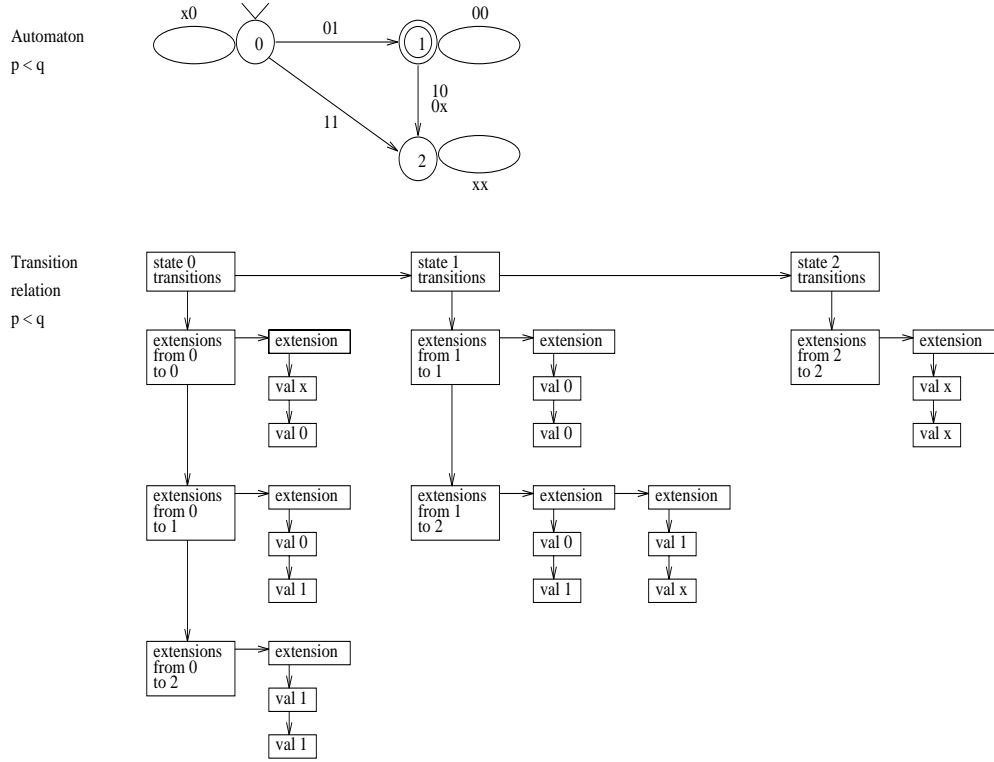 Automaton
p < q
x0
0
01
1
00
11
10
0x
2
xx
Transition
relation
p < q
state 0
transitions
state 1
transitions
state 2
transitions
extensions
from 0
to 0
extension
val x
val 0
extensions
from 1
to 1
extension
val 0
val 0
extensions
from 2
to 2
extension
val x
val x
extensions
from 0
to 1
extension
val 0
val 1
extensions
from 1
to 2
extension
val 0
val 1
extension
val 1
val x
extensions
from 0
to 2
extension
val 1
val 1